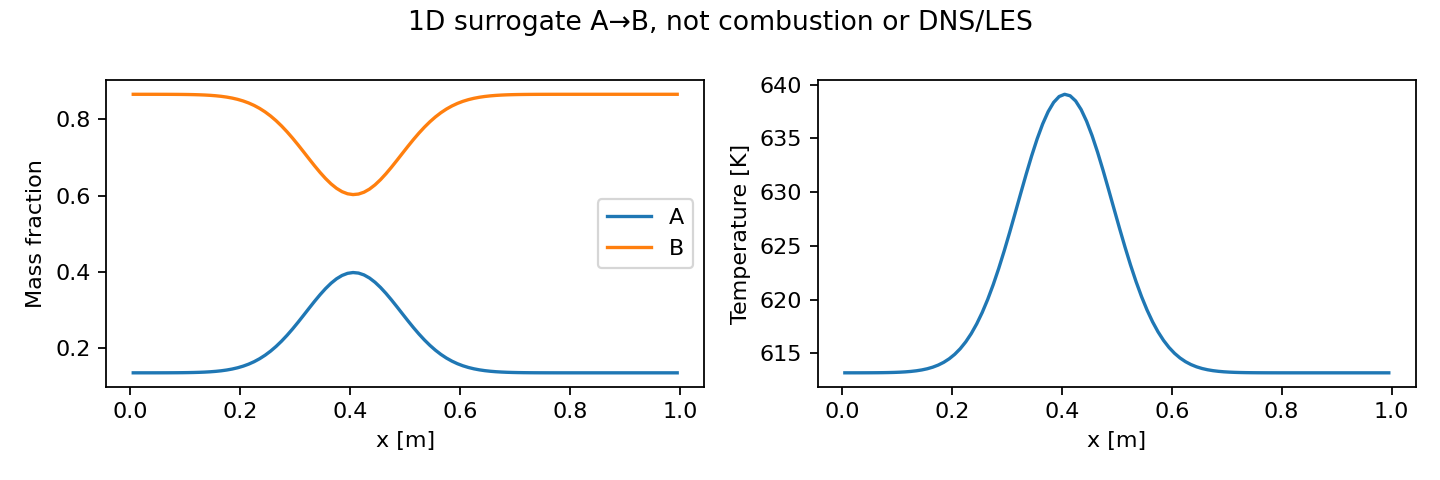 1D surrogate A→B, not combustion or DNS/LES
Mass fraction
0.8
0.6
0.4
0.2
A
B
0.0 0.2 0.4 0.6 0.8 1.0
x [m]
Temperature [K]
640
635
630
625
620
615
0.0 0.2 0.4 0.6 0.8 1.0
x [m]